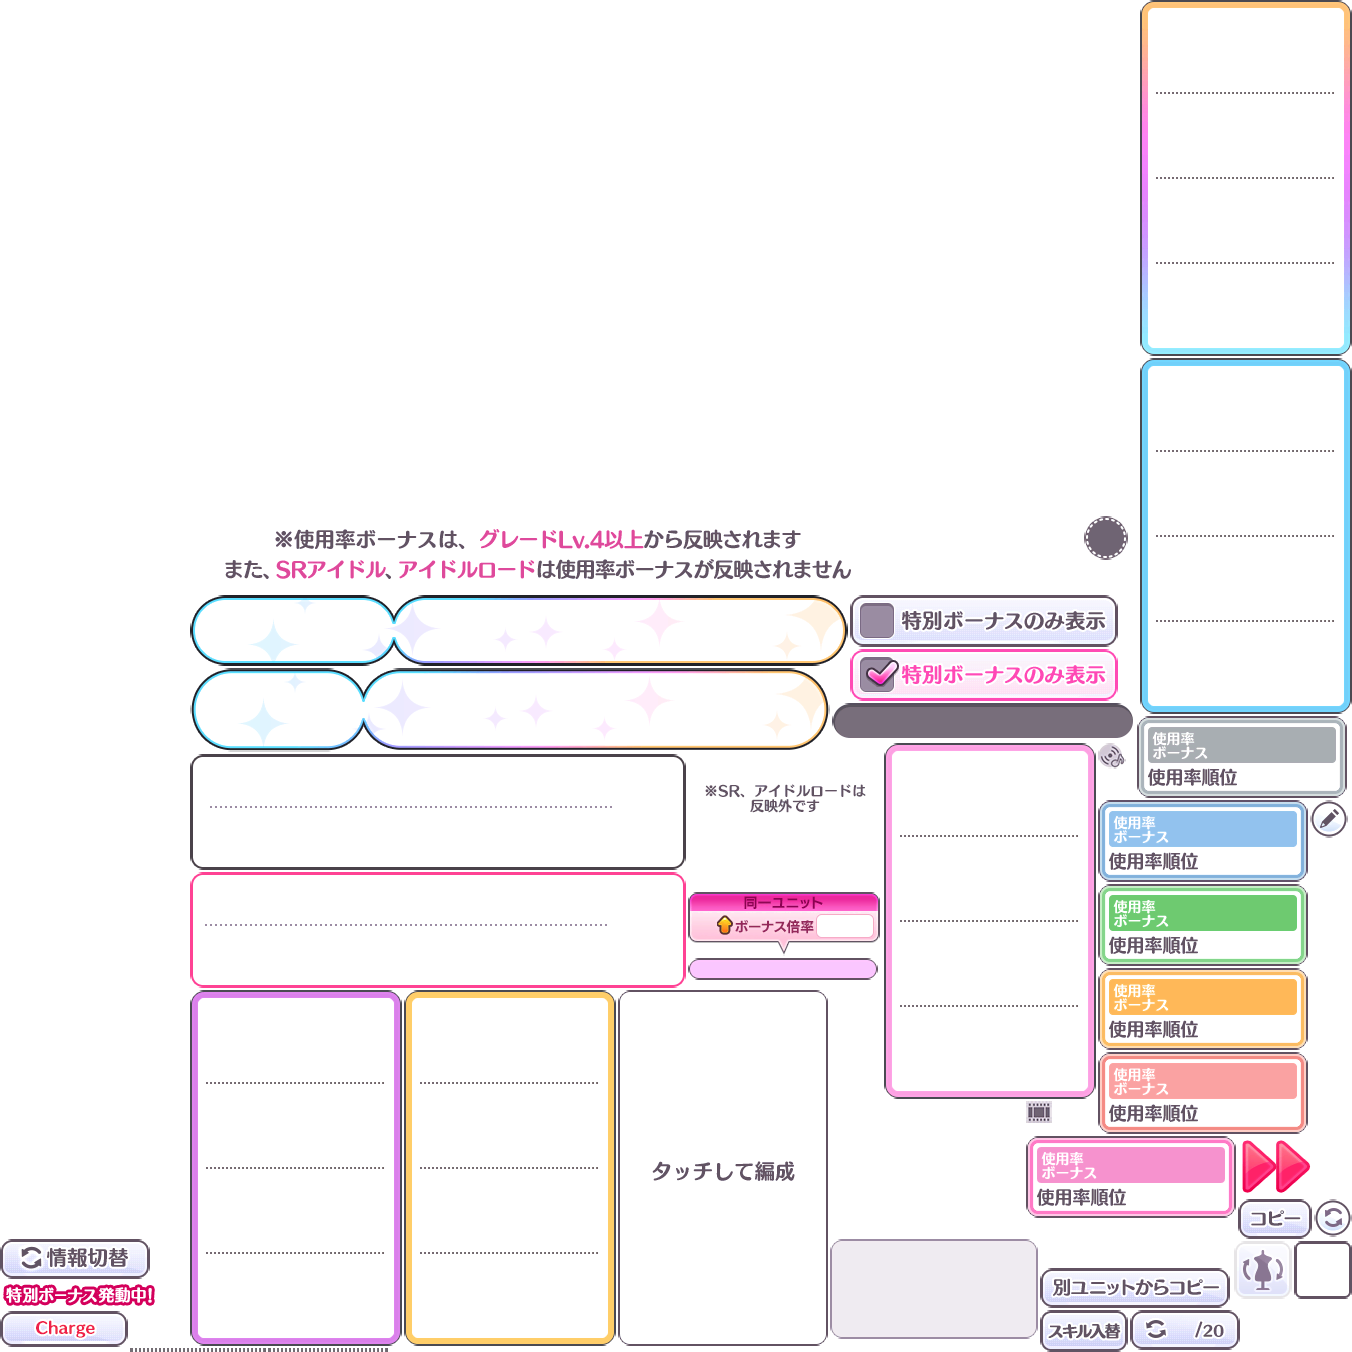 ※使用率ボーナスは、グレードLv.4以上から反映されます
また、SRアイドル、アイドルロードは使用率ボーナスが反映されません
特別ボーナスのみ表示
特別ボーナスのみ表示
使用率
ボーナス
使用率順位
※SR、アイドルロードは
反映外です
使用率
ボーナス
使用率順位
同一ユニット
ボーナス倍率
使用率
ボーナス
使用率順位
使用率
ボーナス
使用率順位
使用率
ボーナス
使用率順位
タッチして編成
使用率
ボーナス
使用率順位
コピー
情報切替
別ユニットからコピー
特別ボーナス発動中!
Charge
スキル入替
/20